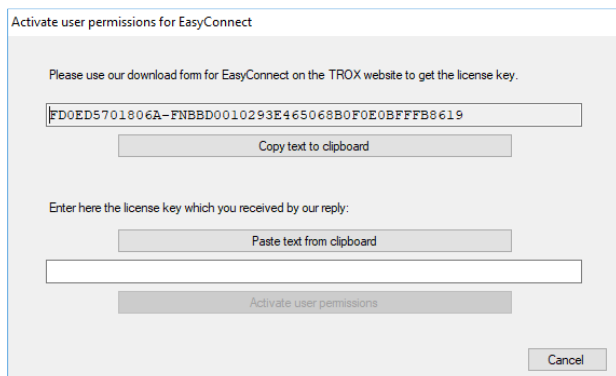 Activate user permissions for EasyConnect
Please use our download form for EasyConnect on the TROX website to get the license key.
FD0ED5701806A-FNBBD0010293E465068B0F0E0BFFFB8619
Copy text to clipboard
Enter here the license key which you received by our reply:
Paste text from clipboard
Activate user permissions
Cancel